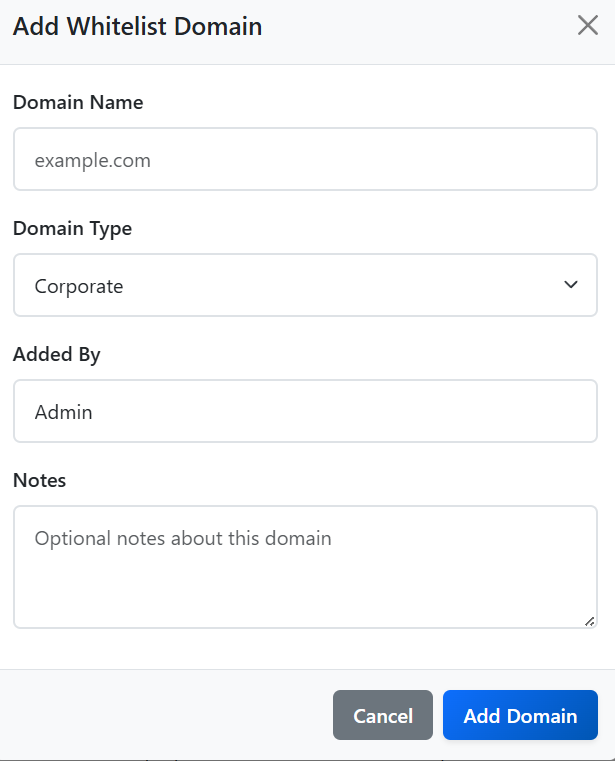 Add Whitelist Domain
Domain Name
example.com
Domain Type
Corporate
Added By
Admin
Notes
Optional notes about this domain
Cancel
Add Domain